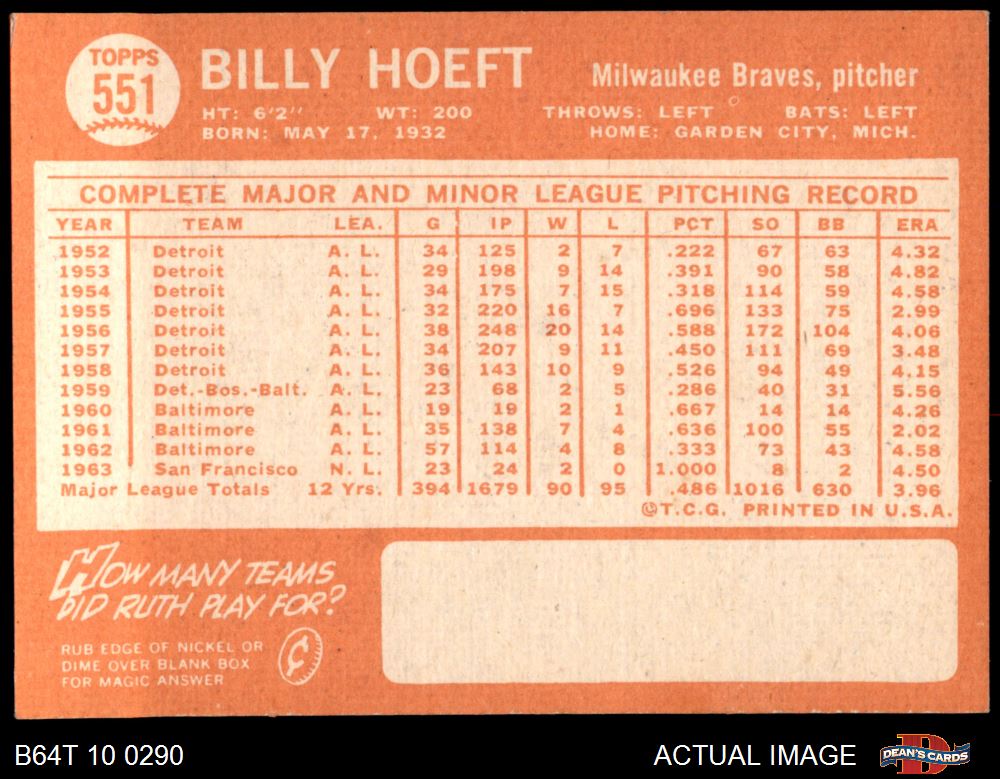 TOPPS
551
BILLY HOEFT
Milwaukee Braves, pitcher
HT: 6'2" WT: 200 THROWS: LEFT BATS: LEFT
BORN: MAY 17, 1932 HOME: GARDEN CITY, MICH.
COMPLETE MAJOR AND MINOR LEAGUE PITCHING RECORD
YEAR TEAM LEA. G IP W L PCT SO BB ERA
1952 Detroit A. L. 34 125 2 7 .222 67 63 4.32
1953 Detroit A. L. 29 198 9 14 .391 90 58 4.82
1954 Detroit A. L. 34 175 7 15 .318 114 59 4.58
1955 Detroit A. L. 32 220 16 7 .696 133 75 2.99
1956 Detroit A. L. 38 248 20 14 .588 172 104 4.06
1957 Detroit A. L. 34 207 9 11 .450 111 69 3.48
1958 Detroit A. L. 36 143 10 9 .526 94 49 4.15
1959 Det.-Bos.-Balt. A. L. 23 68 2 5 .286 40 31 5.56
1960 Baltimore A. L. 19 19 2 1 .667 14 14 4.26
1961 Baltimore A. L. 35 138 7 4 .636 100 55 2.02
1962 Baltimore A. L. 57 114 4 8 .333 73 43 4.58
1963 San Francisco N. L. 23 24 2 0 1.000 8 2 4.50
Major League Totals 12 Yrs. 394 1679 90 95 .486 1016 630 3.96
©T.C.G. PRINTED IN U.S.A.
HOW MANY TEAMS
DID RUTH PLAY FOR?
RUB EDGE OF NICKEL OR
DIME OVER BLANK BOX
FOR MAGIC ANSWER
¢
B64T 10 0290
ACTUAL IMAGE
DEAN'S CARDS